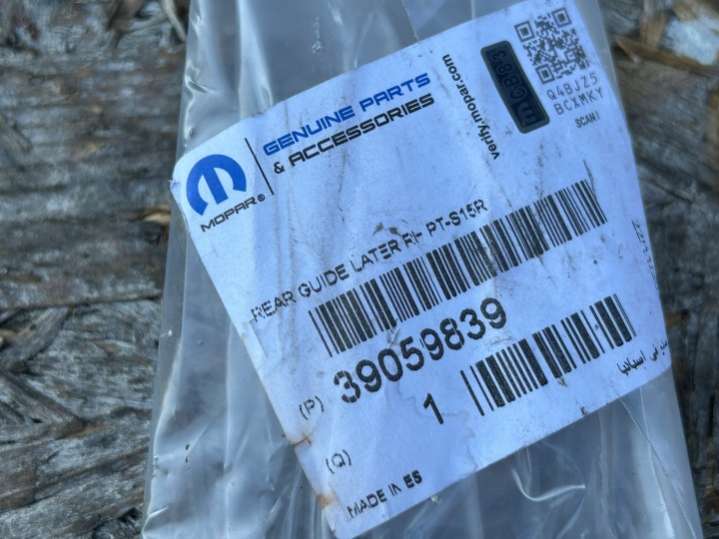 GENUINE PARTS
& ACCESSORIES
MOPAR®
verify.mopar.com
Q4BJZ5
BCXMKY
SCAN!
REAR GUIDE LATER RH PT-S15R
(P) 39059839
(Q) 1
MADE IN ES